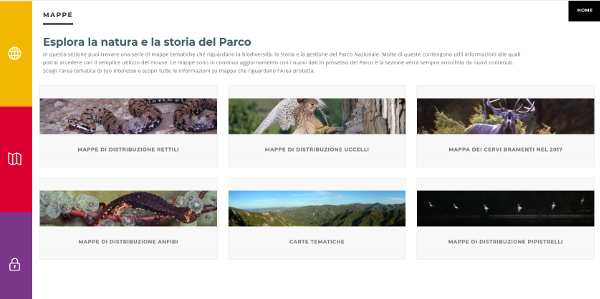 HOME
MAPPE
Esplora la natura e la storia del Parco
In questa sezione puoi trovare una serie di mappe tematiche che riguardano la biodiversità, la storia e la gestione del Parco Nazionale. Molte di queste contengono utili informazioni alle quali
potrai accedere con il semplice utilizzo del mouse. Le mappe sono in continuo aggiornamento con i nuovi dati in possesso del Parco e la sezione verrà sempre arricchita da nuovi contenuti.
Scegli l'area tematica di tuo interesse e scopri tutte le informazioni su mappa che riguardano l'Area protetta.
MAPPE DI DISTRIBUZIONE RETTILI
MAPPE DI DISTRIBUZIONE UCCELLI
MAPPA DEI CERVI BRAMENTI NEL 2017
MAPPE DI DISTRIBUZIONE ANFIBI
CARTE TEMATICHE
MAPPE DI DISTRIBUZIONE PIPISTRELLI